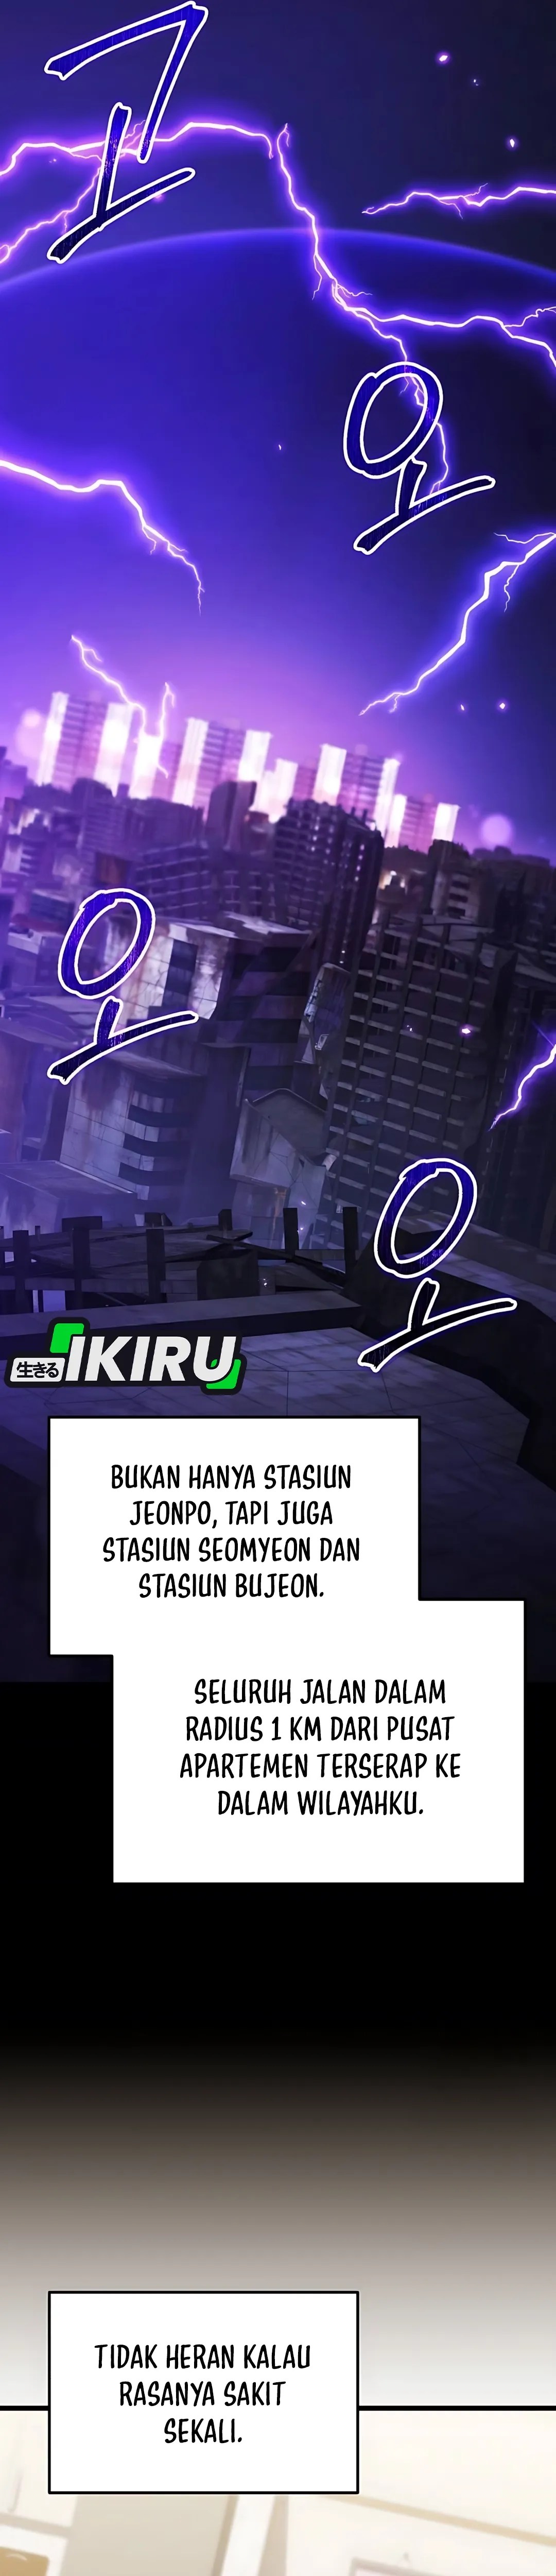 고
오
오
오
生きる IKIRU
BUKAN HANYA STASIUN
JEONPO, TAPI JUGA
STASIUN SEOMYEON DAN
STASIUN BUJEON.
SELURUH JALAN DALAM
RADIUS 1 KM DARI PUSAT
APARTEMEN TERSERAP KE
DALAM WILAYAHKU.
TIDAK HERAN KALAU
RASANYA SAKIT
SEKALI.